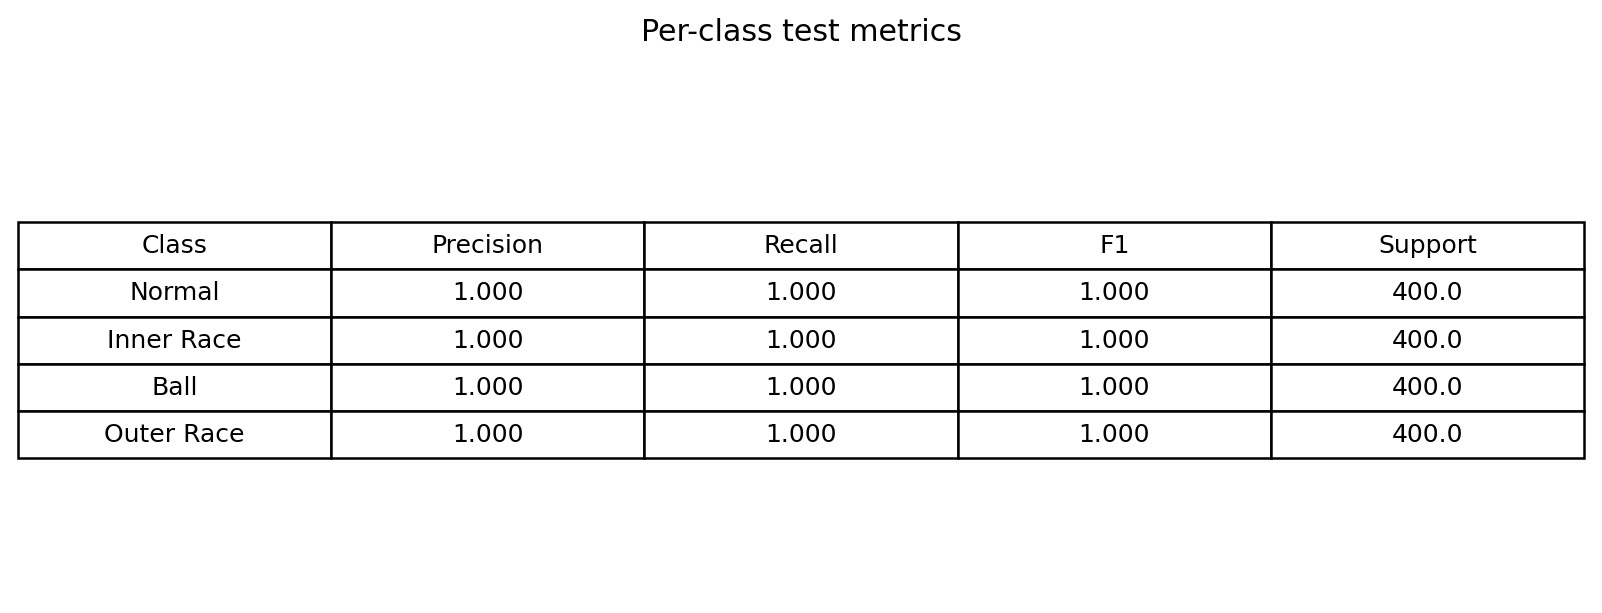 Per-class test metrics
Class Precision Recall F1 Support
Normal 1.000 1.000 1.000 400.0
Inner Race 1.000 1.000 1.000 400.0
Ball 1.000 1.000 1.000 400.0
Outer Race 1.000 1.000 1.000 400.0